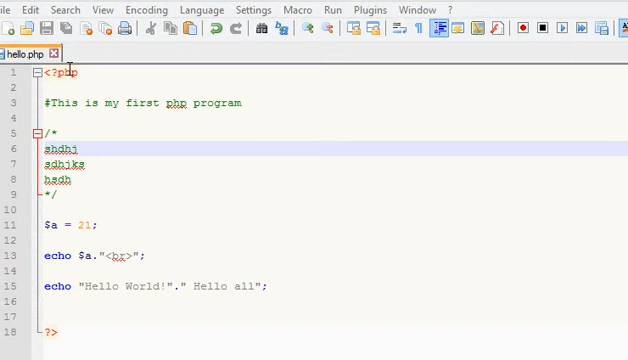 File Edit Search View Encoding Language Settings Macro Run Plugins Window ?
hello.php
1 <?php
2
3 #This is my first php program
4
5 /*
6 shdhj
7 sdhjks
8 hsdh
9 */
10
11 $a = 21;
12
13 echo $a."<br>";
14
15 echo "Hello World!"." Hello all";
16
17
18 ?>